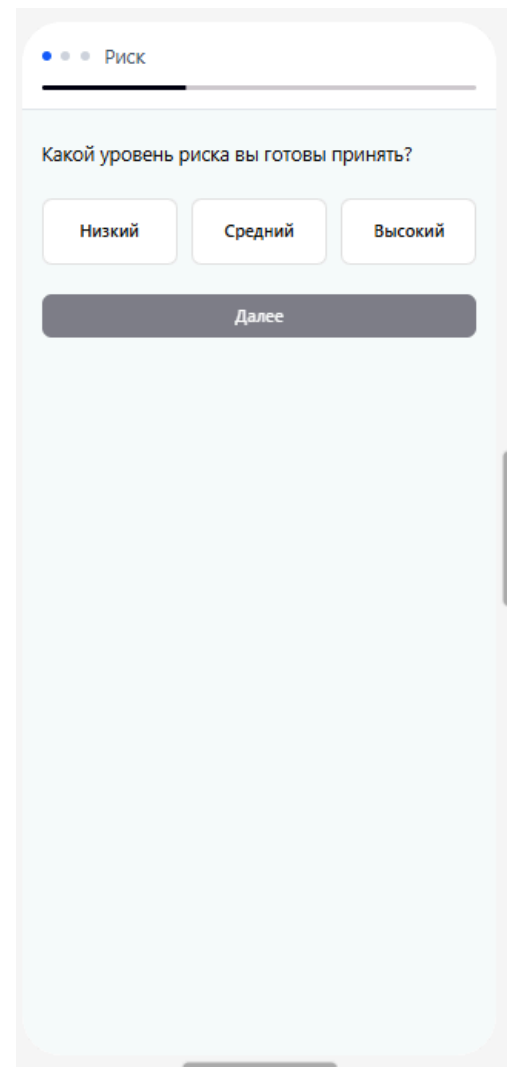 Риск
Какой уровень риска вы готовы принять?
Низкий Средний Высокий
Далее